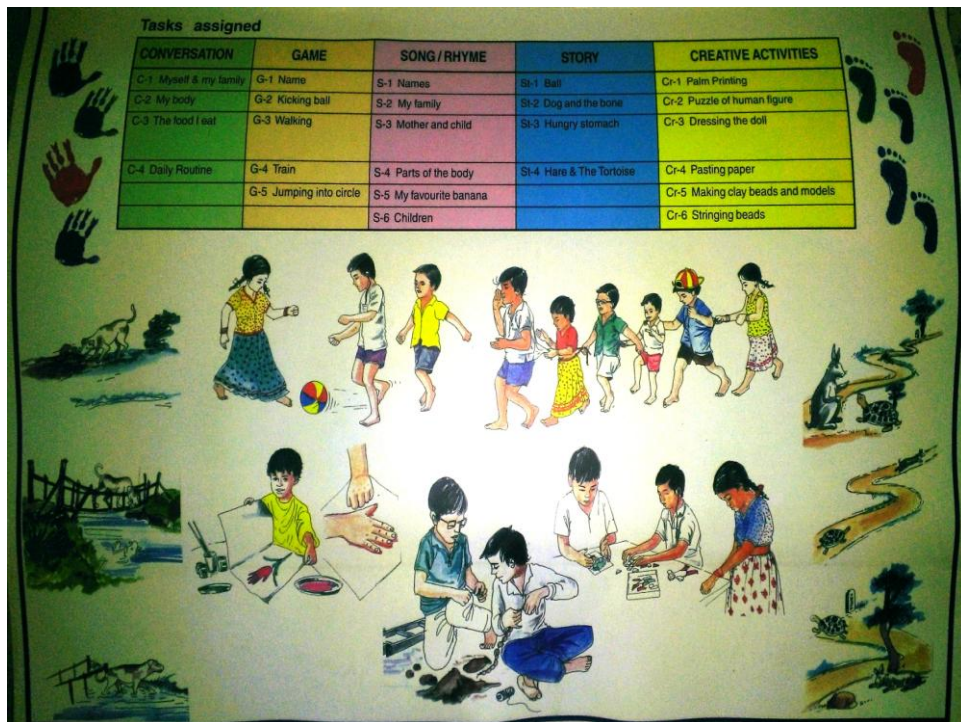 Tasks assigned
CONVERSATION GAME SONG/RHYME STORY CREATIVE ACTIVITIES
C-1 Myself & my family G-1 Name S-1 Names St-1 Ball Cr-1 Palm Printing
C-2 My body G-2 Kicking ball S-2 My family St-2 Dog and the bone Cr-2 Puzzle of human figure
C-3 The food I eat G-3 Walking S-3 Mother and child St-3 Hungry stomach Cr-3 Dressing the doll
C-4 Daily Routine G-4 Train S-4 Parts of the body St-4 Hare & The Tortoise Cr-4 Pasting paper
G-5 Jumping into circle S-5 My favourite banana Cr-5 Making clay beads and models
S-6 Children Cr-6 Stringing beads